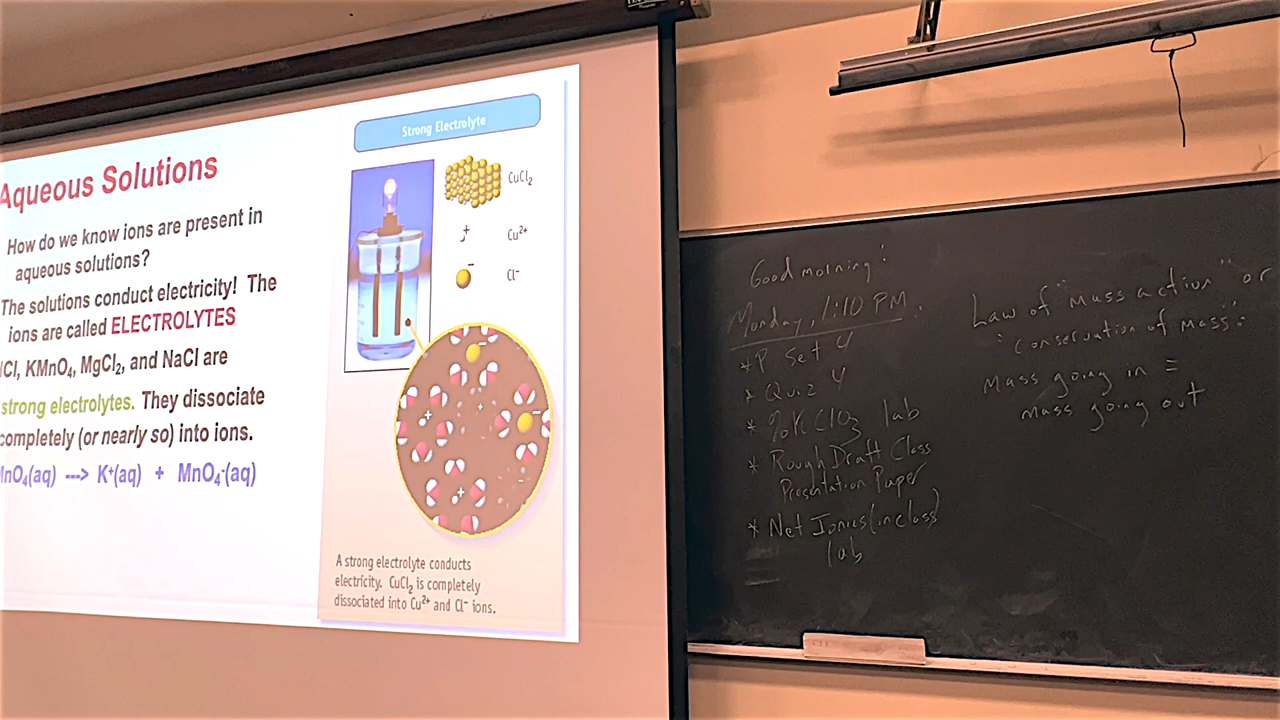 Aqueous Solutions
How do we know ions are present in
aqueous solutions?
The solutions conduct electricity! The
ions are called ELECTROLYTES
HCl, KMnO₄, MgCl₂, and NaCl are
strong electrolytes. They dissociate
completely (or nearly so) into ions.
MnO₄(aq) ---> K⁺(aq) + MnO₄⁻(aq)
Strong Electrolyte
CuCl₂
Cu²⁺
Cl⁻
A strong electrolyte conducts
electricity. CuCl₂ is completely
dissociated into Cu²⁺ and Cl⁻ ions.
Good morning!
Monday, 1:10 PM.
* P Set 4
* Quiz 4
* %KClO₃ lab
* Rough Draft Class
Presentation Paper
* Net Ionics (in class)
lab
Law of "mass action" or
"conservation of mass":
Mass going in =
mass going out